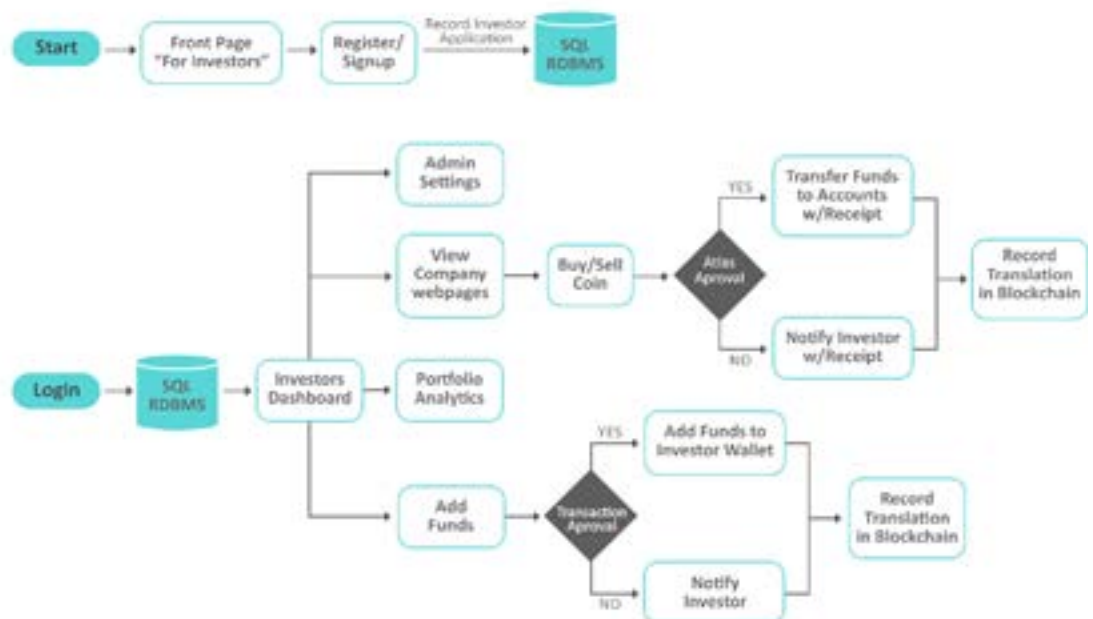 Start
Front Page
"For Investors"
Register/
Signup
Record Investor
Application
SQL
RDBMS
Admin
Settings
View
Company
webpages
Buy/Sell
Coin
Atlas
Aproval
YES
Transfer Funds
to Accounts
w/Receipt
NO
Notify Investor
w/Receipt
Record
Translation
in Blockchain
Login
SQL
RDBMS
Investors
Dashboard
Portfolio
Analytics
Add
Funds
Transaction
Aproval
YES
Add Funds to
Investor Wallet
NO
Notify
Investor
Record
Translation
in Blockchain